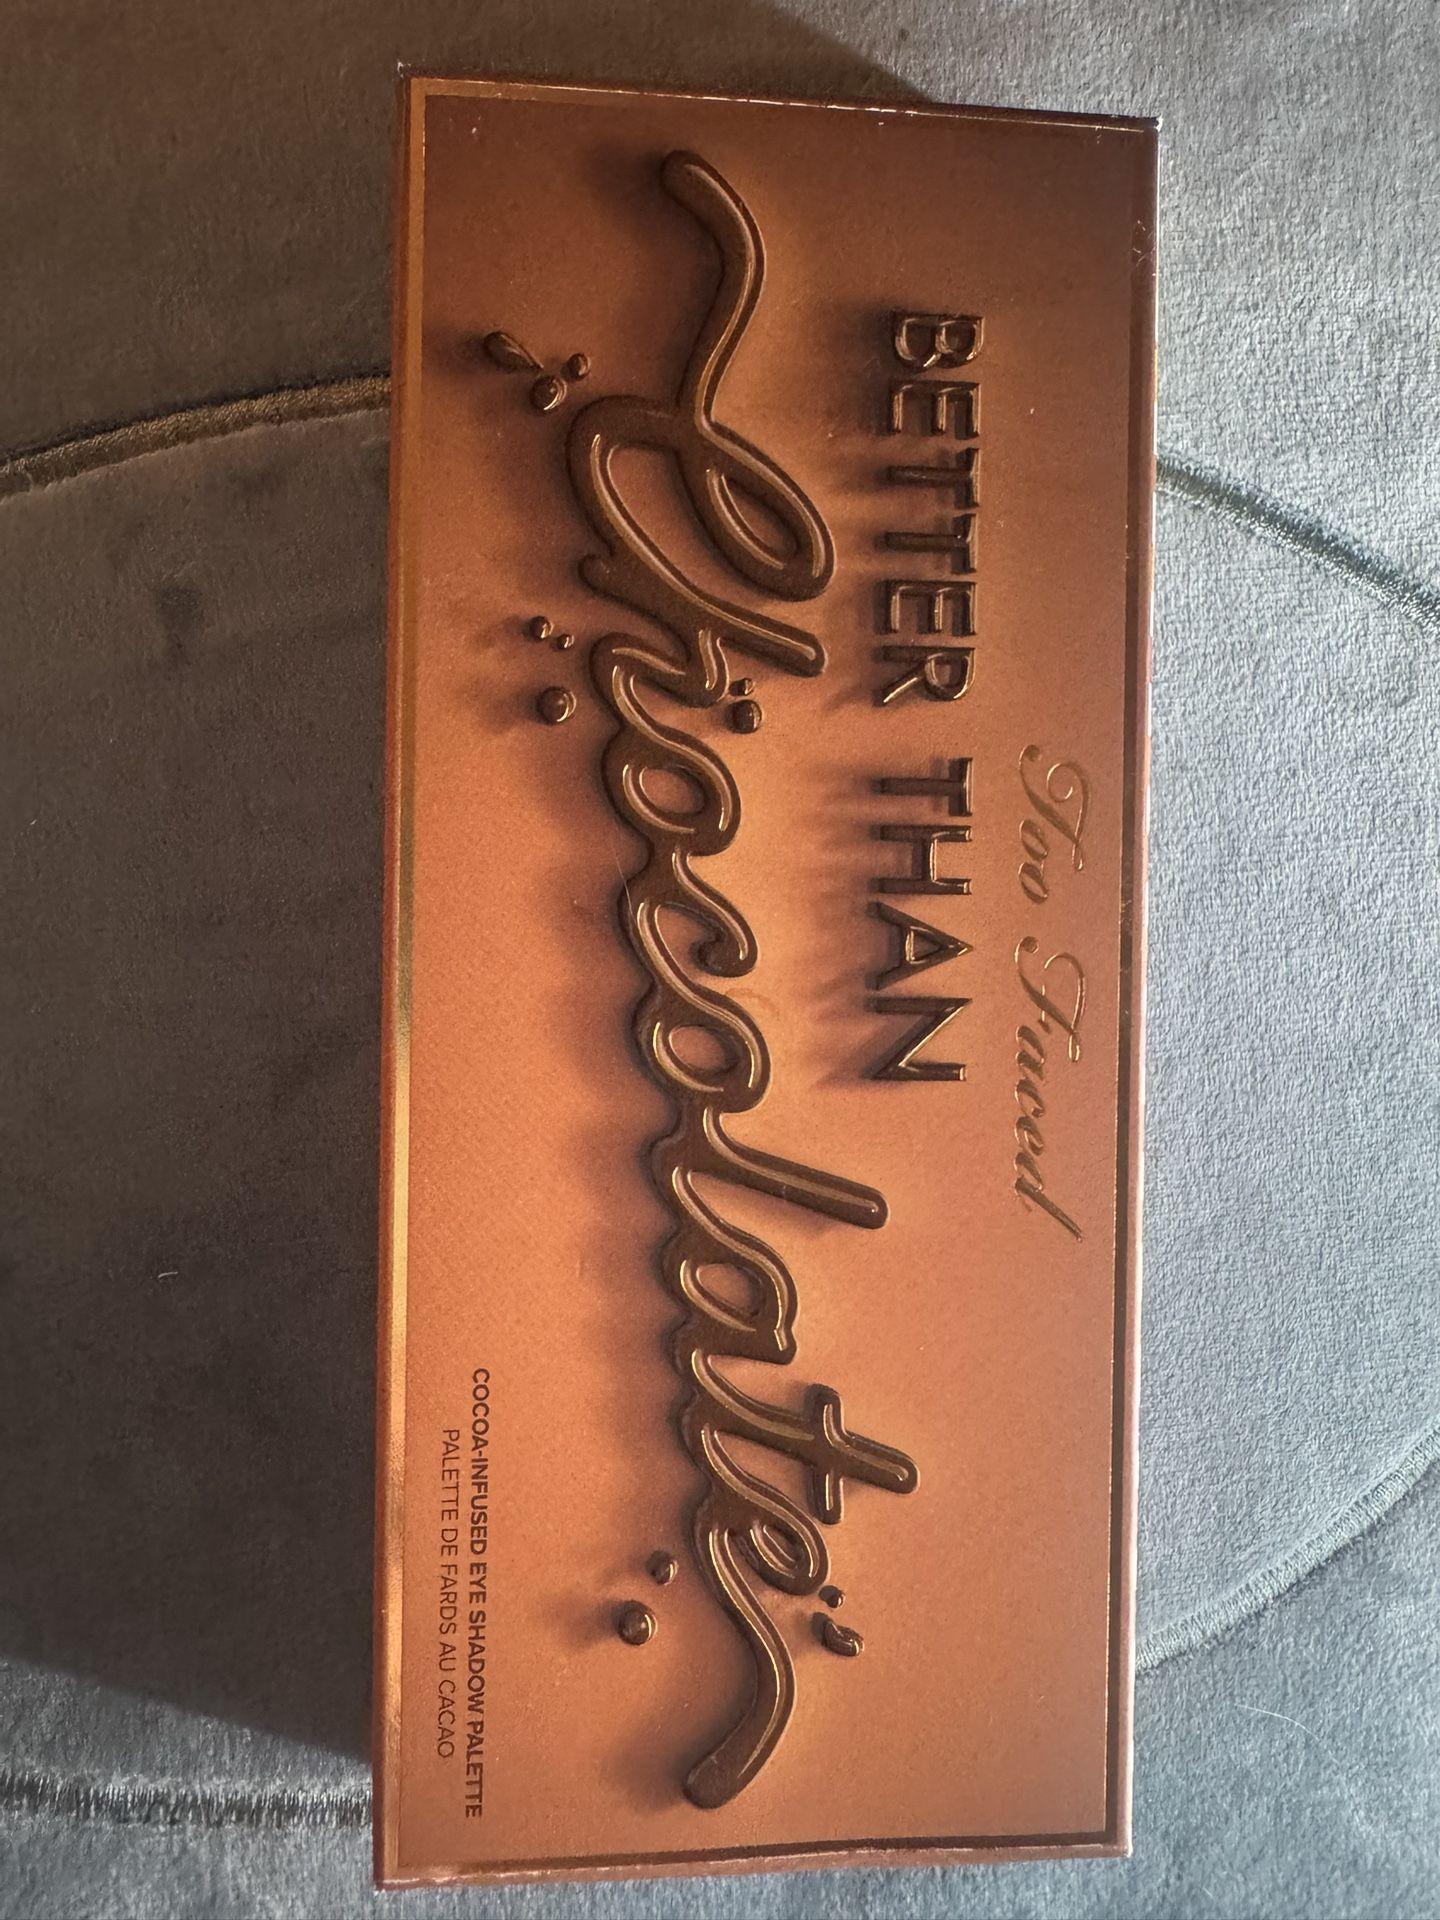 Too Faced
BETTER THAN
Chocolate
COCOA-INFUSED EYE SHADOW PALETTE
PALETTE DE FARDS AU CACAO